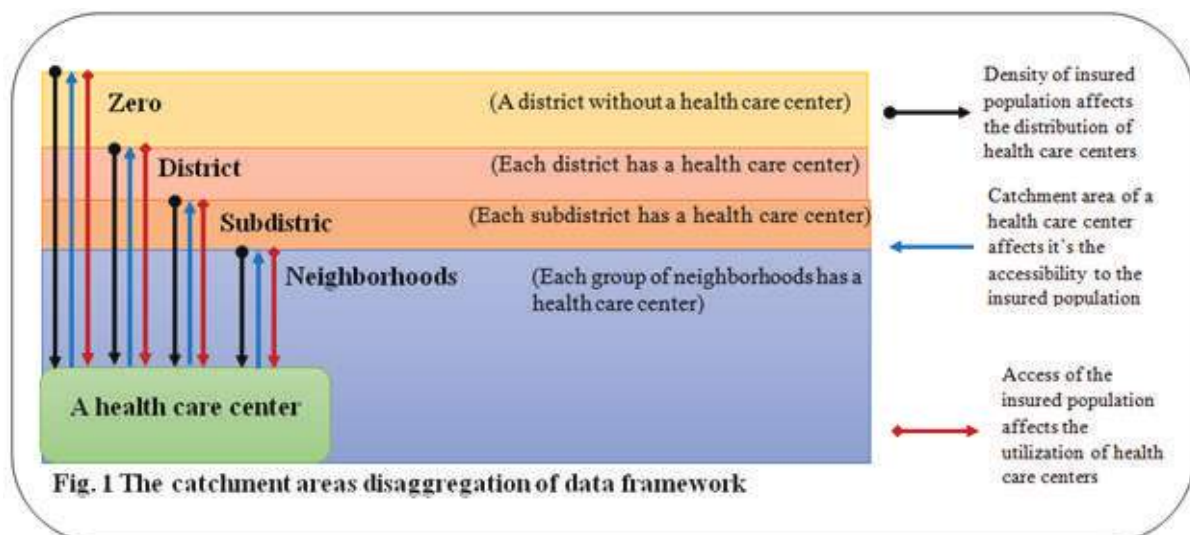 Zero
(A district without a health care center)
District
(Each district has a health care center)
Subdistric
(Each subdistrict has a health care center)
Neighborhoods
(Each group of neighborhoods has a
health care center)
A health care center
Fig. 1 The catchment areas disaggregation of data framework
Density of insured
population affects
the distribution of
health care centers
Catchment area of a
health care center
affects it`s the
accessibility to the
insured population
Access of the
insured population
affects the
utilization of health
care centers